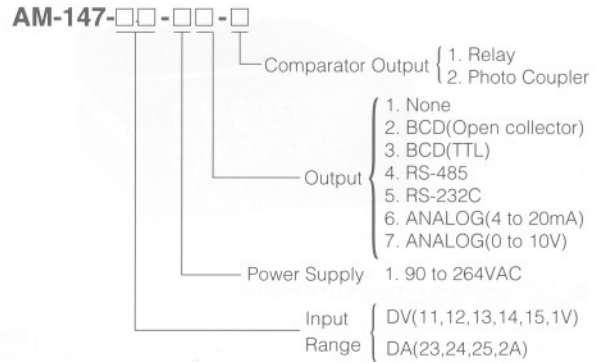 AM-147-□□-□□-□
Comparator Output { 1. Relay
2. Photo Coupler
Output { 1. None
2. BCD(Open collector)
3. BCD(TTL)
4. RS-485
5. RS-232C
6. ANALOG(4 to 20mA)
7. ANALOG(0 to 10V)
Power Supply 1. 90 to 264VAC
Input Range { DV(11,12,13,14,15,1V)
DA(23,24,25,2A)